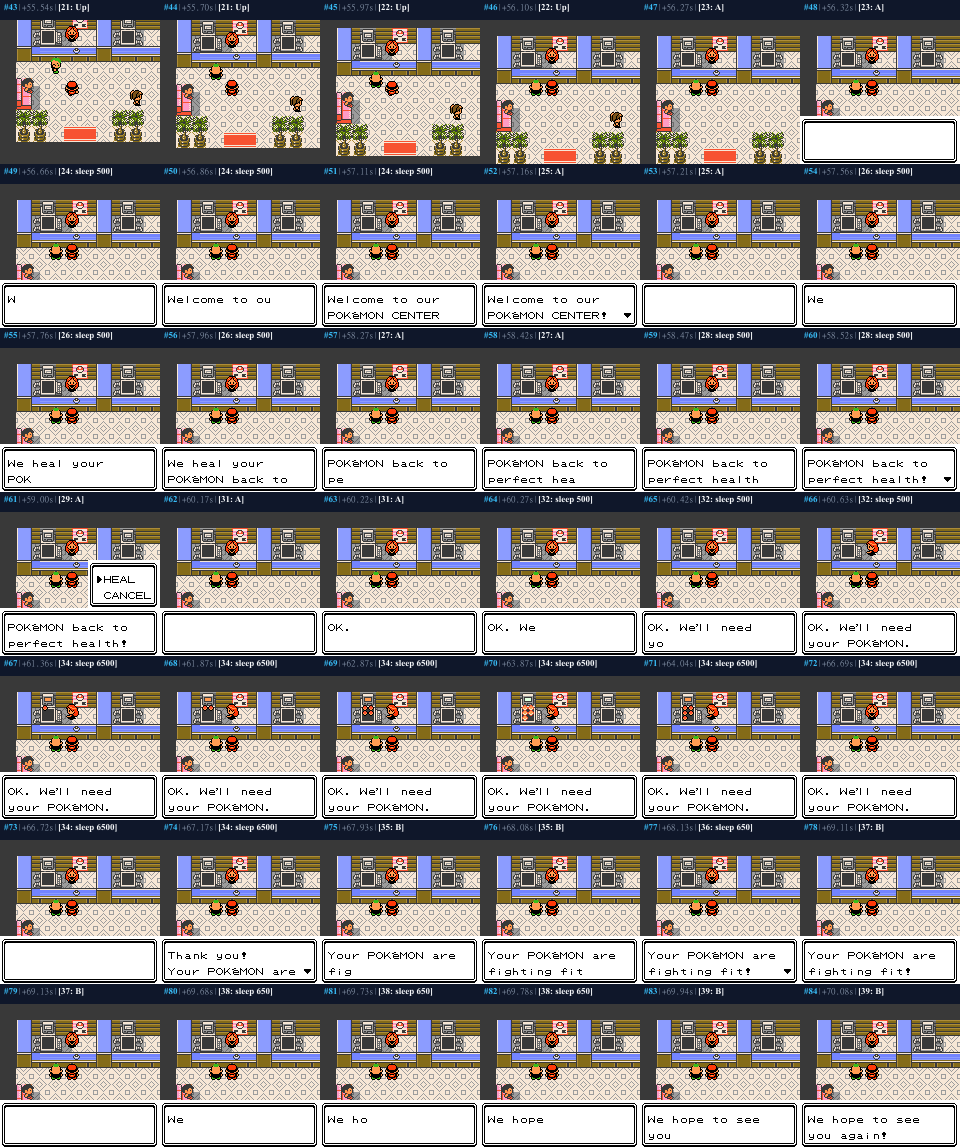 #43|+55.54s| [21: Up]
#44|+55.70s| [21: Up]
#45|+55.97s| [22: Up]
#46|+56.10s| [22: Up]
#47|+56.27s| [23: A]
#48|+56.32s| [23: A]
#49|+56.66s| [24: sleep 500]
#50|+56.86s| [24: sleep 500]
#51|+57.11s| [24: sleep 500]
#52|+57.16s| [25: A]
#53|+57.21s| [25: A]
#54|+57.56s| [26: sleep 500]
W
Welcome to ou
Welcome to our
POKéMON CENTER
Welcome to our
POKéMON CENTER!
We
#55|+57.76s| [26: sleep 500]
#56|+57.96s| [26: sleep 500]
#57|+58.27s| [27: A]
#58|+58.42s| [27: A]
#59|+58.47s| [28: sleep 500]
#60|+58.52s| [28: sleep 500]
We heal your
POK
We heal your
POKéMON back to
POKéMON back to
pe
POKéMON back to
perfect hea
POKéMON back to
perfect health
POKéMON back to
perfect health!
#61|+59.00s| [29: A]
#62|+60.17s| [31: A]
#63|+60.22s| [31: A]
#64|+60.27s| [32: sleep 500]
#65|+60.42s| [32: sleep 500]
#66|+60.63s| [32: sleep 500]
HEAL
CANCEL
POKéMON back to
perfect health!
OK.
OK. We
OK. We'll need
yo
OK. We'll need
your POKéMON.
#67|+61.36s| [34: sleep 6500]
#68|+61.87s| [34: sleep 6500]
#69|+62.87s| [34: sleep 6500]
#70|+63.87s| [34: sleep 6500]
#71|+64.04s| [34: sleep 6500]
#72|+66.69s| [34: sleep 6500]
OK. We'll need
your POKéMON.
OK. We'll need
your POKéMON.
OK. We'll need
your POKéMON.
OK. We'll need
your POKéMON.
OK. We'll need
your POKéMON.
OK. We'll need
your POKéMON.
#73|+66.72s| [34: sleep 6500]
#74|+67.17s| [34: sleep 6500]
#75|+67.93s| [35: B]
#76|+68.08s| [35: B]
#77|+68.13s| [36: sleep 650]
#78|+69.11s| [37: B]
Thank you!
Your POKéMON are
Your POKéMON are
fig
Your POKéMON are
fighting fit
Your POKéMON are
fighting fit!
Your POKéMON are
fighting fit!
#79|+69.13s| [37: B]
#80|+69.68s| [38: sleep 650]
#81|+69.73s| [38: sleep 650]
#82|+69.78s| [38: sleep 650]
#83|+69.94s| [39: B]
#84|+70.08s| [39: B]
We
We ho
We hope
We hope to see
you
We hope to see
you again!